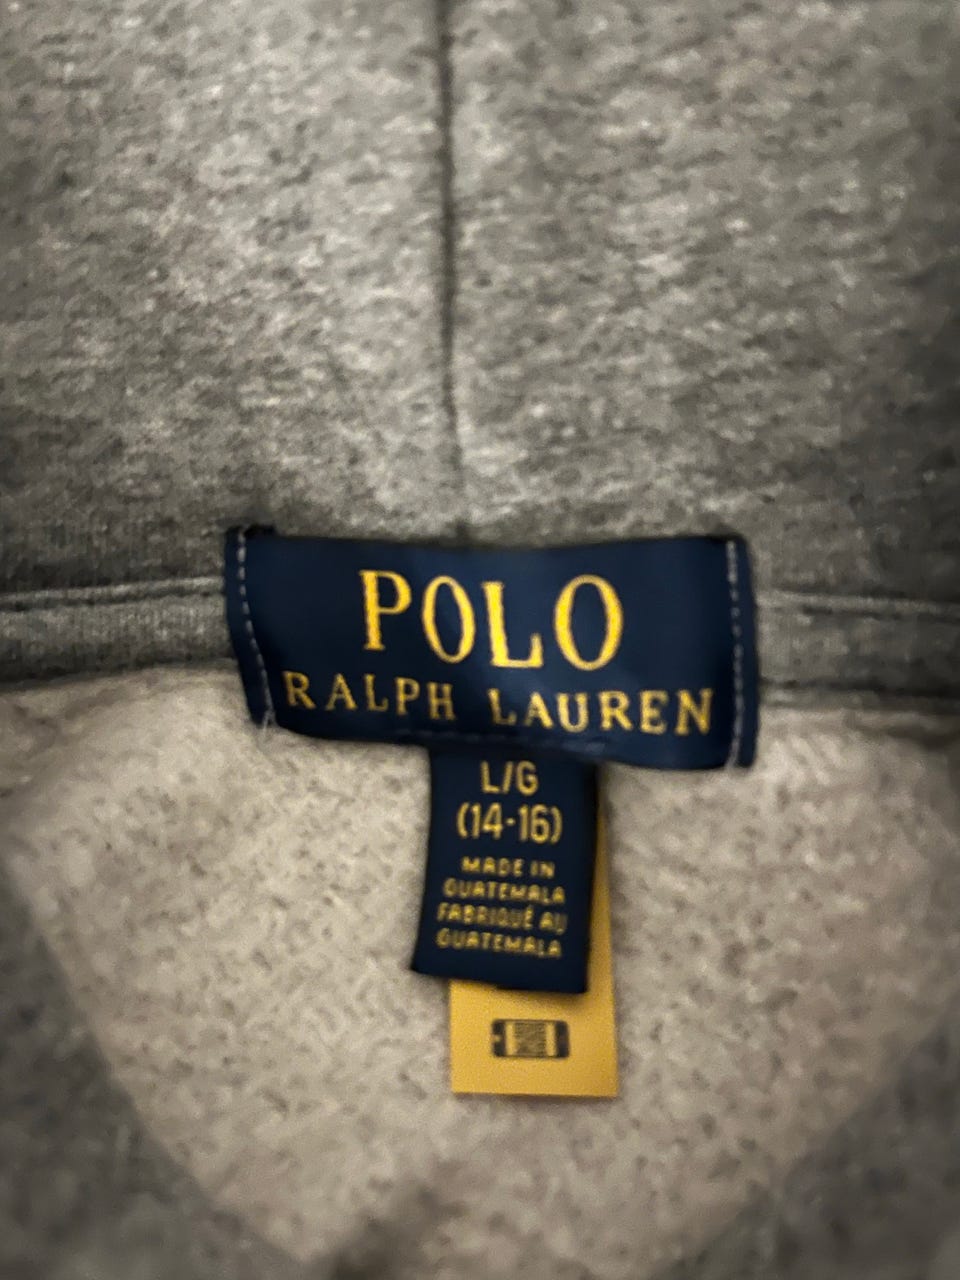 POLO
RALPH LAUREN
L/G
(14-16)
MADE IN
GUATEMALA
FABRIQUÉ AU
GUATEMALA